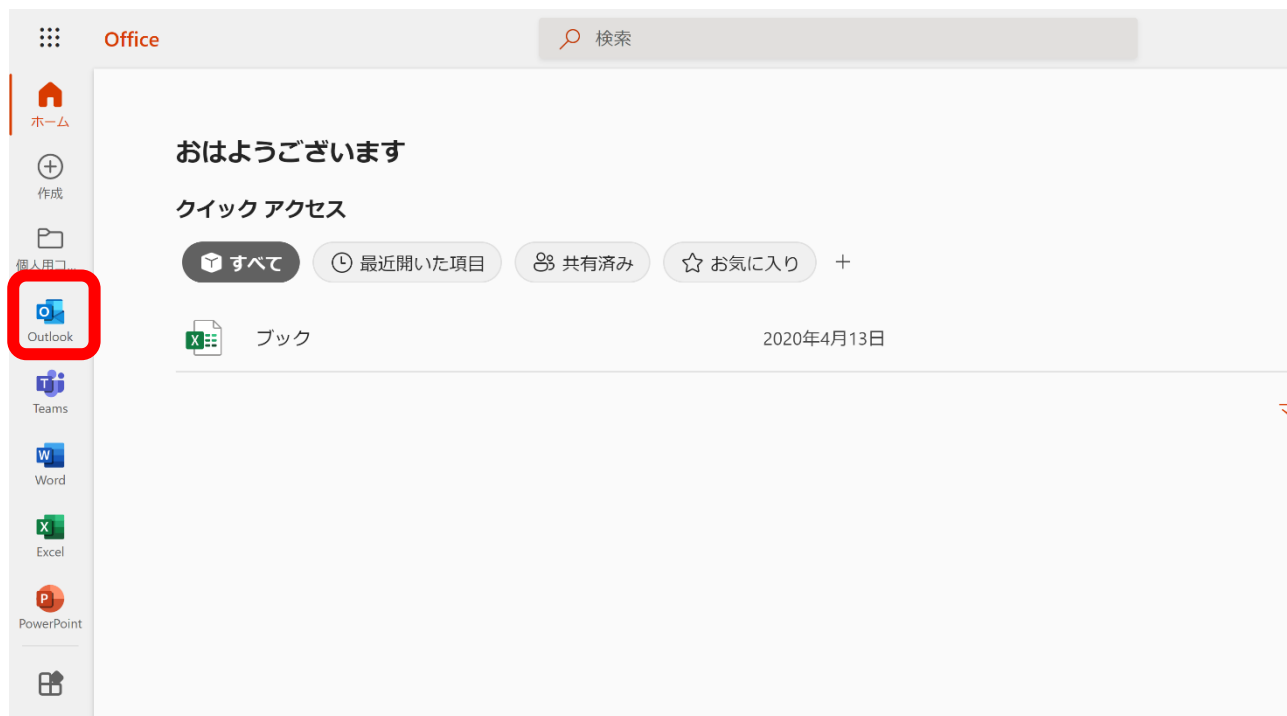 Office
検索
ホーム
作成
個人用コ...
Outlook
Teams
Word
Excel
PowerPoint
おはようございます
クイック アクセス
すべて 最近開いた項目 共有済み お気に入り +
ブック 2020年4月13日